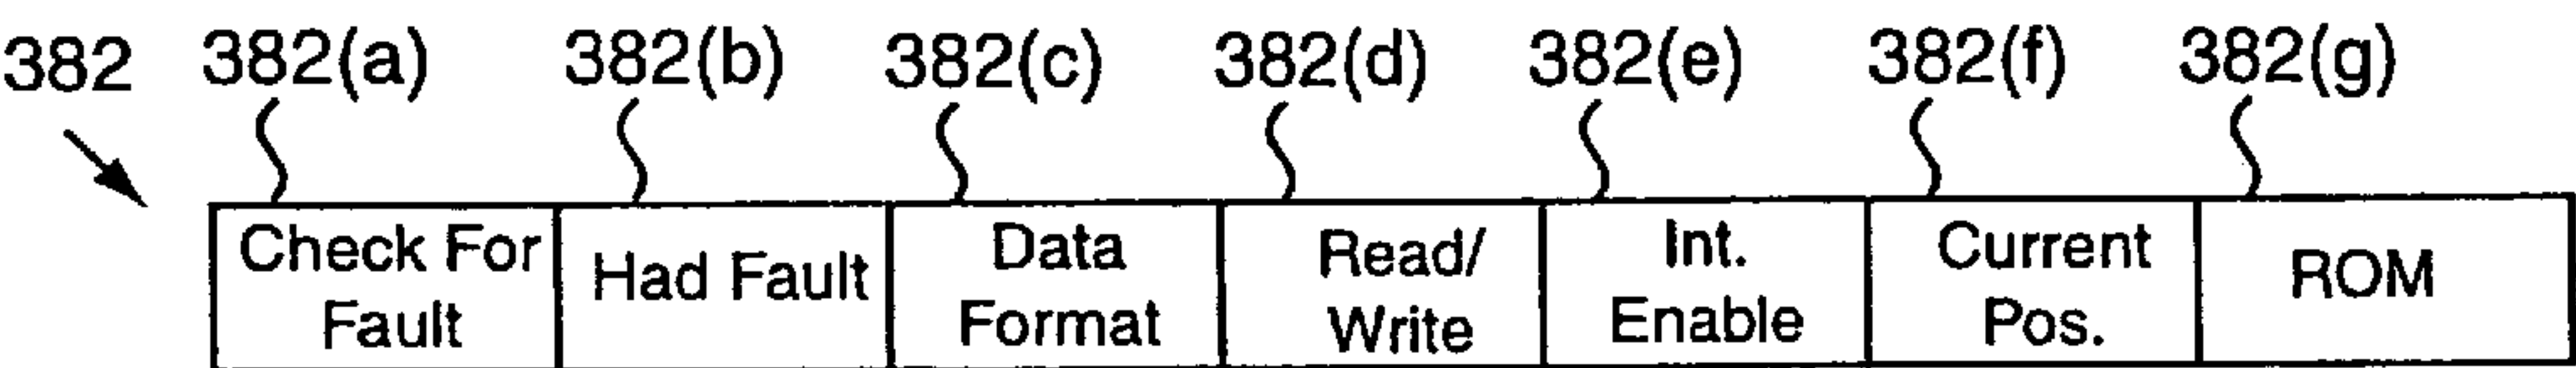 382 382(a) 382(b) 382(c) 382(d) 382(e) 382(f) 382(g)
Check For
Fault
Had Fault
Data
Format
Read/
Write
Int.
Enable
Current
Pos.
ROM